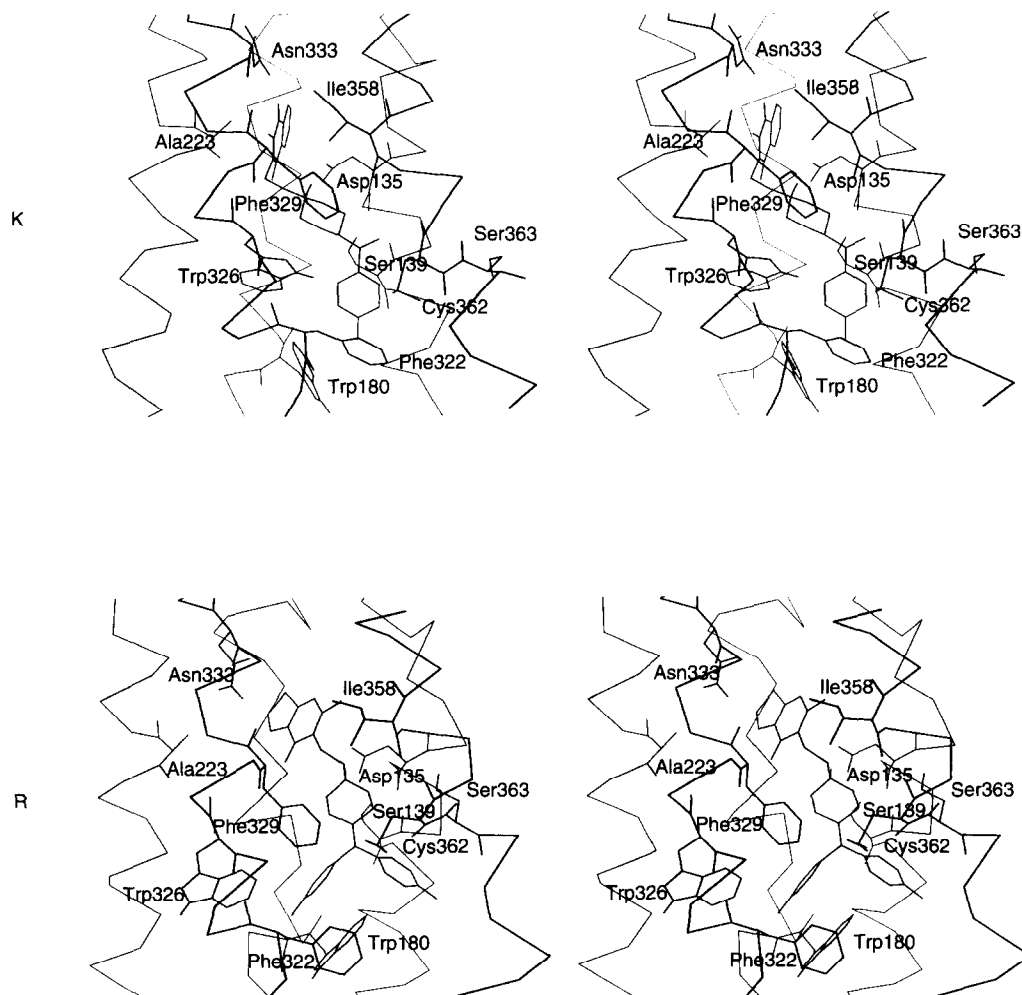 Asn333 Asn333
Ile358 Ile358
Ala223 Ala223
Asp135 Asp135
K Phe329 Phe329
Ser363 Ser363
Trp326 Ser139 Trp326 Ser139
Cys362 Cys362
Phe322 Phe322
Trp180 Trp180
Asn333 Ile358 Asn333 Ile358
Ala223 Asp135 Ala223 Asp135
R Ser363 Ser363
Phe329 Ser139 Phe329 Ser139
Cys362 Cys362
Trp326 Trp326
Trp180 Trp180
Phe322 Phe322